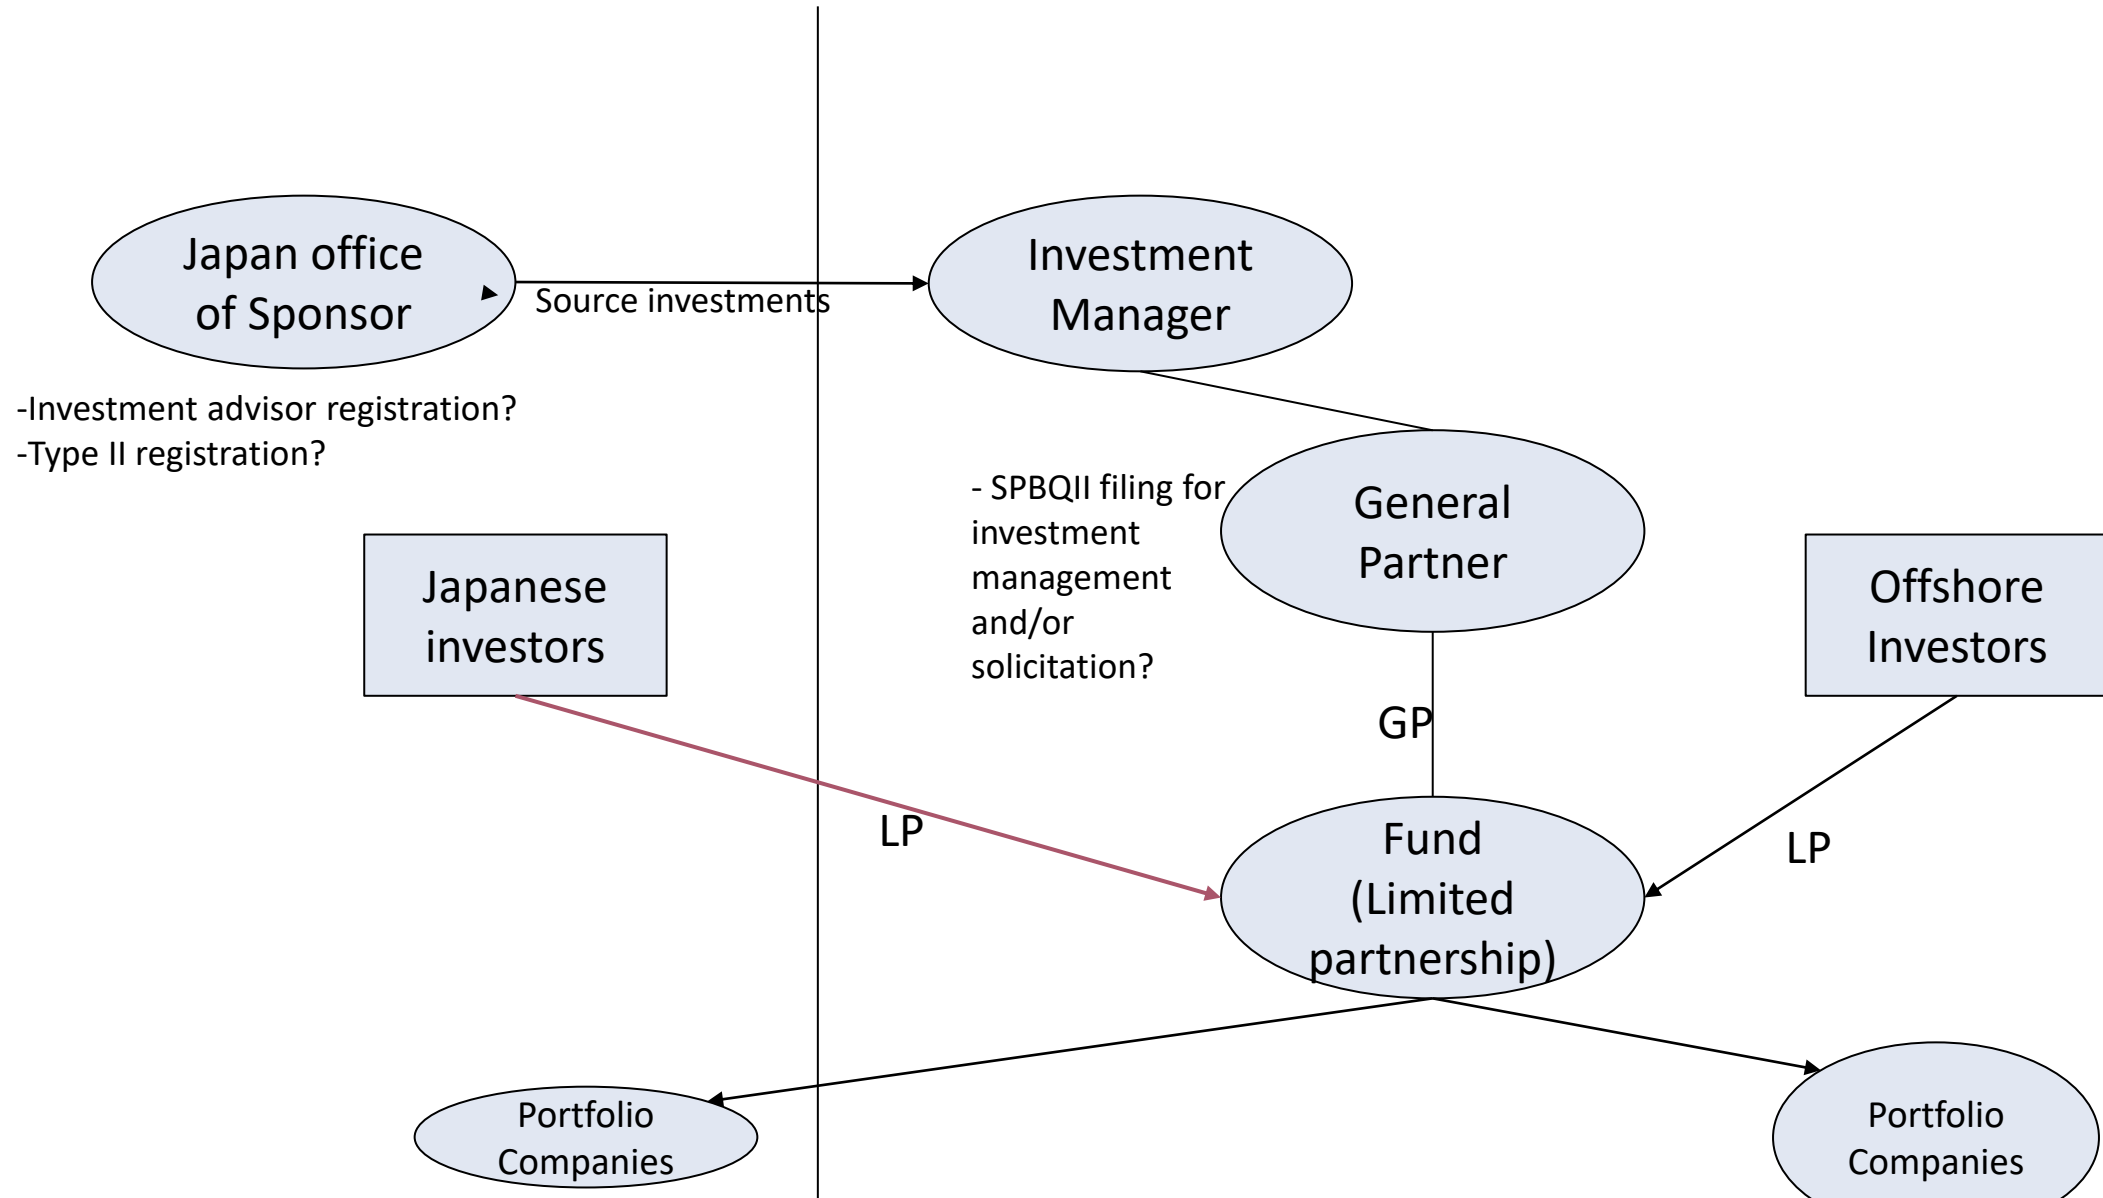 Japan office
of Sponsor
Source investments
Investment
Manager
-Investment advisor registration?
-Type II registration?
- SPBQII filing for
investment
management
and/or
solicitation?
General
Partner
Japanese
investors
Offshore
Investors
GP
LP
LP
Fund
(Limited
partnership)
Portfolio
Companies
Portfolio
Companies